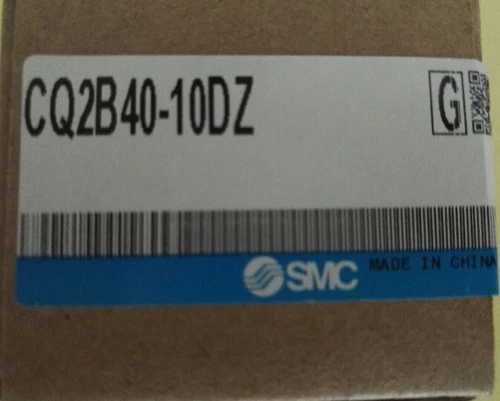 CQ2B40-10DZ
G
SMC
MADE IN CHINA